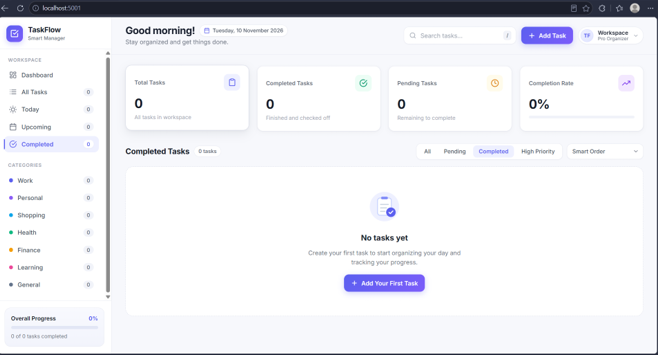 localhost:5001
TaskFlow
Smart Manager
WORKSPACE
Dashboard
All Tasks 0
Today 0
Upcoming 0
Completed 0
CATEGORIES
Work 0
Personal 0
Shopping 0
Health 0
Finance 0
Learning 0
General 0
Overall Progress 0%
0 of 0 tasks completed
Good morning! Tuesday, 10 November 2026
Stay organized and get things done.
Search tasks... /
+ Add Task
TF Workspace
Pro Organizer
Total Tasks
0
All tasks in workspace
Completed Tasks
0
Finished and checked off
Pending Tasks
0
Remaining to complete
Completion Rate
0%
Completed Tasks 0 tasks
All Pending Completed High Priority Smart Order
No tasks yet
Create your first task to start organizing your day and
tracking your progress.
+ Add Your First Task